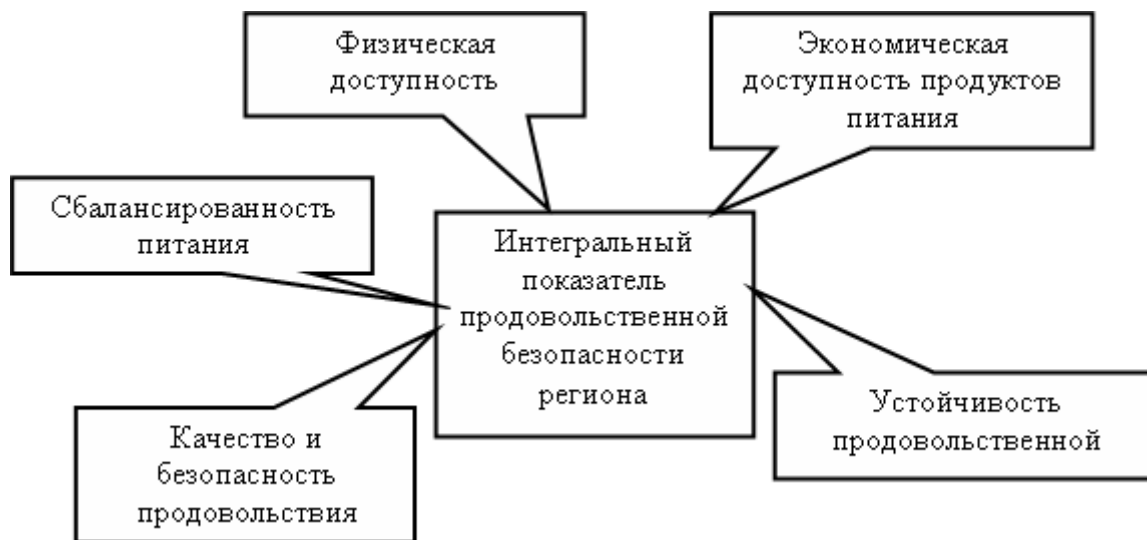 Физическая
доступность
Экономическая
доступность продуктов
питания
Сбалансированность
питания
Интегральный
показатель
продовольственной
безопасности
региона
Качество и
безопасность
продовольствия
Устойчивость
продовольственной